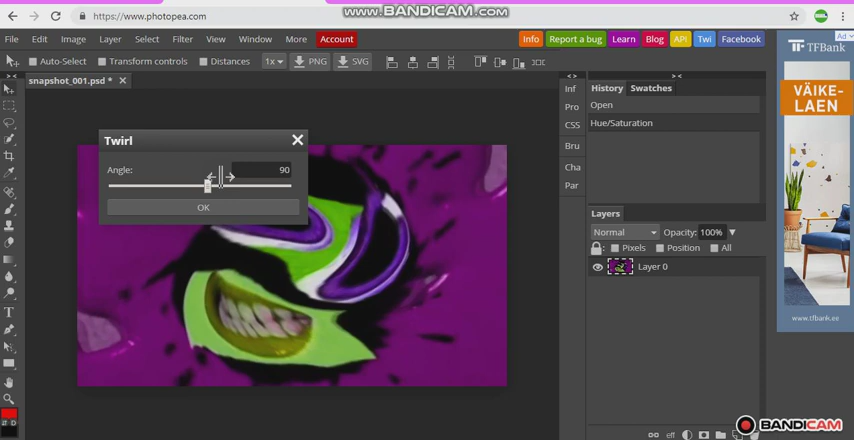 https://www.photopea.com
www.BANDICAM.com
File Edit Image Layer Select Filter View Window More Account
Info Report a bug Learn Blog API Twi Facebook
Auto-Select Transform controls Distances 1x PNG SVG
snapshot_001.psd *
Twirl
Angle: 90
OK
Inf
Pro
CSS
Bru
Cha
Par
History Swatches
Open
Hue/Saturation
Layers
Normal Opacity: 100%
Pixels Position All
Layer 0
eff
D
Ad
TFBank
VÄIKE-
LAEN
www.tfbank.ee
BANDICAM